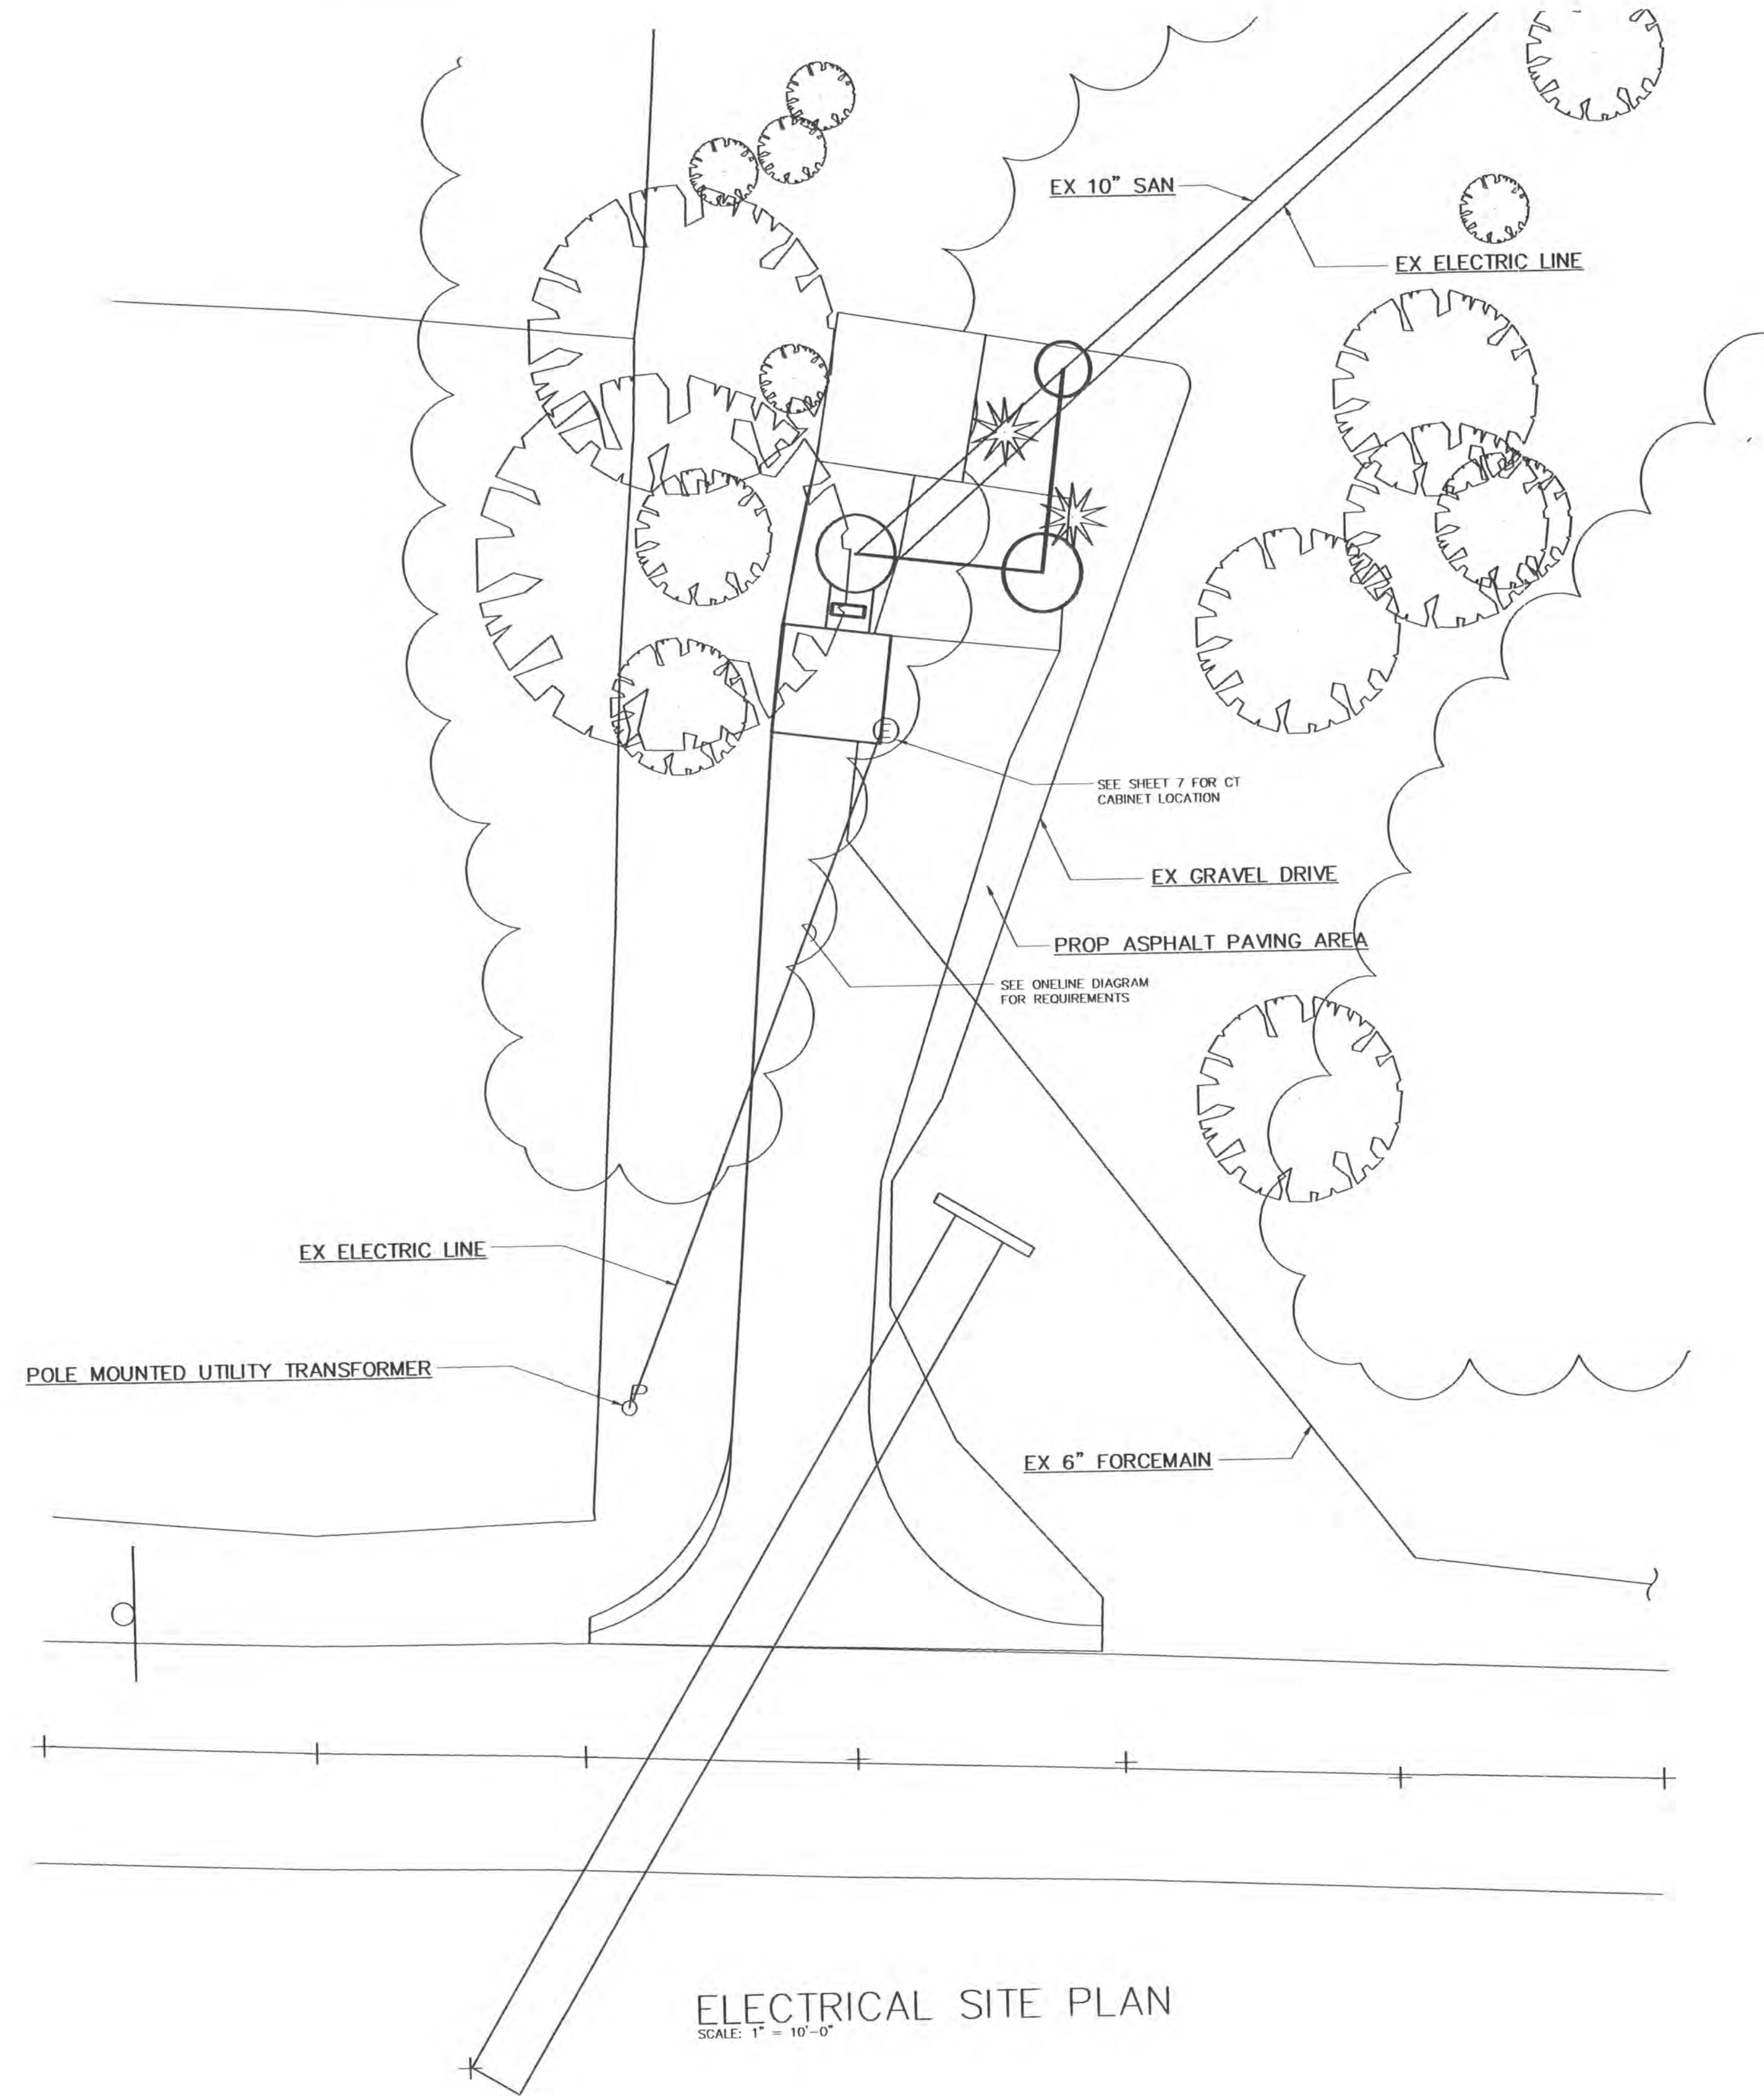 EX 10" SAN
EX ELECTRIC LINE
E
SEE SHEET 7 FOR CT
CABINET LOCATION
EX GRAVEL DRIVE
PROP ASPHALT PAVING AREA
SEE ONELINE DIAGRAM
FOR REQUIREMENTS
EX ELECTRIC LINE
POLE MOUNTED UTILITY TRANSFORMER
P
EX 6" FORCEMAIN
ELECTRICAL SITE PLAN
SCALE: 1" = 10'-0"